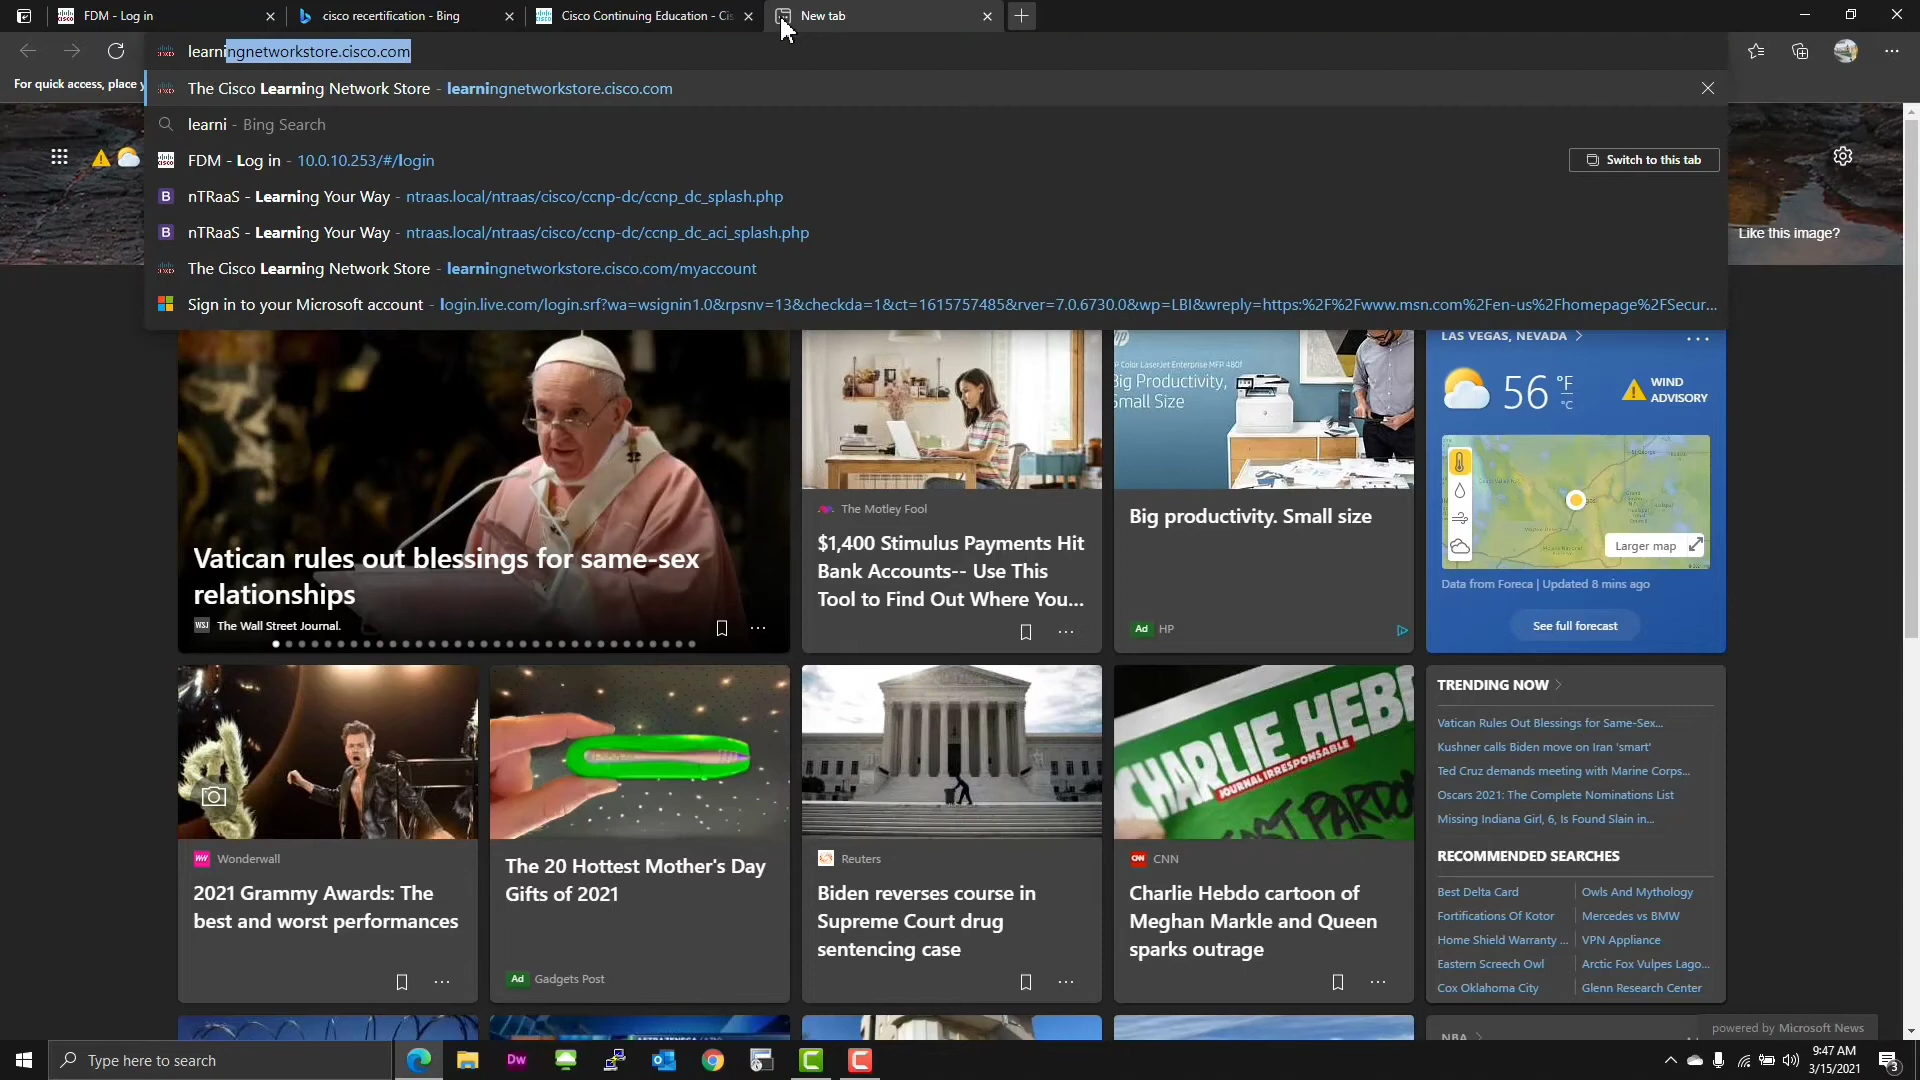 FDM - Log in
cisco recertification - Bing
Cisco Continuing Education - Cis
New tab
learningnetworkstore.cisco.com
For quick access, place y
The Cisco Learning Network Store - learningnetworkstore.cisco.com
learni - Bing Search
FDM - Log in - 10.0.10.253/#/login
Switch to this tab
nTRaaS - Learning Your Way - ntraas.local/ntraas/cisco/ccnp-dc/ccnp_dc_splash.php
nTRaaS - Learning Your Way - ntraas.local/ntraas/cisco/ccnp-dc/ccnp_dc_aci_splash.php
The Cisco Learning Network Store - learningnetworkstore.cisco.com/myaccount
Sign in to your Microsoft account - login.live.com/login.srf?wa=wsignin1.0&rpsnv=13&checkda=1&ct=1615757485&rver=7.0.6730.0&wp=LBI&wreply=https:%2F%2Fwww.msn.com%2Fen-us%2Fhomepage%2FSecur...
Like this image?
Vatican rules out blessings for same-sex
relationships
WSJ The Wall Street Journal.
The Motley Fool
$1,400 Stimulus Payments Hit
Bank Accounts-- Use This
Tool to Find Out Where You...
HP Color LaserJet Enterprise MFP 480f
Big Productivity,
Small Size
Big productivity. Small size
Ad HP
LAS VEGAS, NEVADA
56 °F
°C
WIND
ADVISORY
Larger map
Data from Foreca | Updated 8 mins ago
See full forecast
Wonderwall
2021 Grammy Awards: The
best and worst performances
The 20 Hottest Mother's Day
Gifts of 2021
Ad Gadgets Post
Reuters
Biden reverses course in
Supreme Court drug
sentencing case
CHARLIE HEBD
JOURNAL IRRESPONSABLE
CNN
Charlie Hebdo cartoon of
Meghan Markle and Queen
sparks outrage
TRENDING NOW
Vatican Rules Out Blessings for Same-Sex...
Kushner calls Biden move on Iran 'smart'
Ted Cruz demands meeting with Marine Corps...
Oscars 2021: The Complete Nominations List
Missing Indiana Girl, 6, Is Found Slain in...
RECOMMENDED SEARCHES
Best Delta Card
Owls And Mythology
Fortifications Of Kotor
Mercedes vs BMW
Home Shield Warranty ...
VPN Appliance
Eastern Screech Owl
Arctic Fox Vulpes Lago...
Cox Oklahoma City
Glenn Research Center
NBA
powered by Microsoft News
Type here to search
Dw
9:47 AM
3/15/2021
3